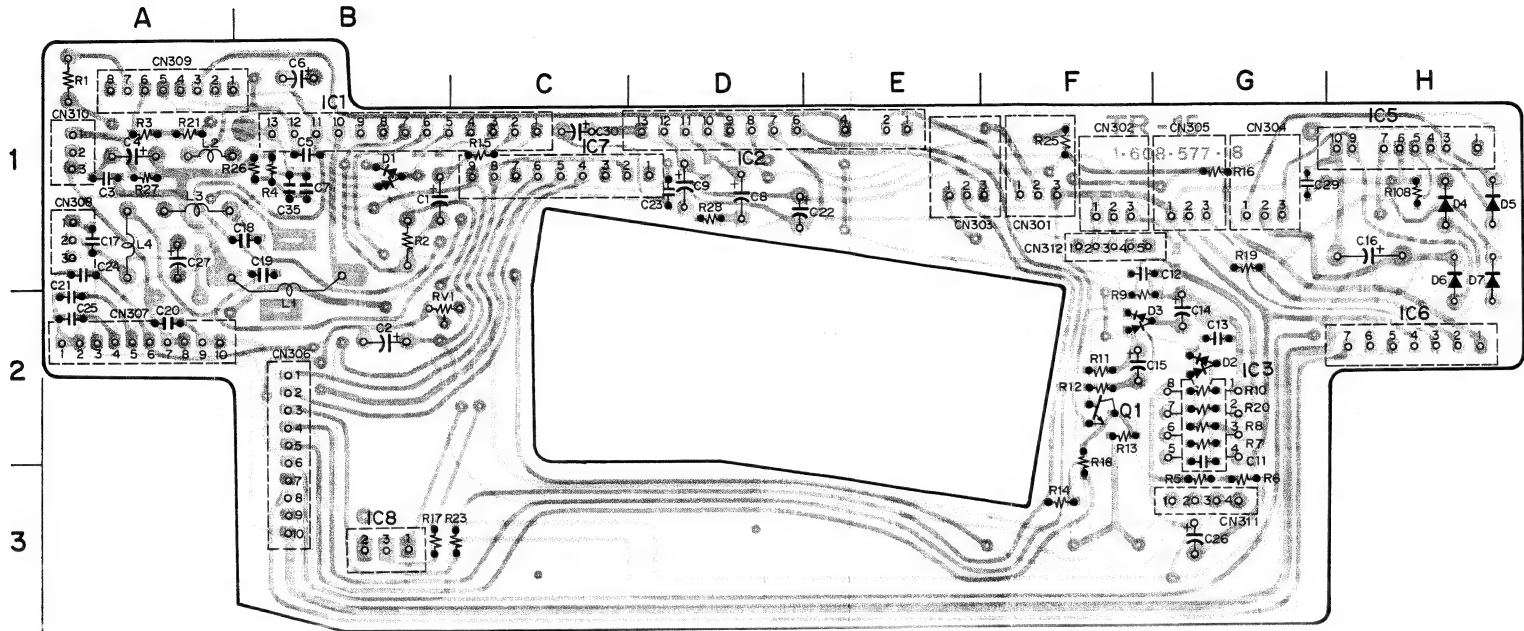 A B
C D E F G H
1
2
3
R1
CN309
8 7 6 5 4 3 2 1
C6
CN310
1
2
3
R3 R21
C4 L2
C3 R27
IC1
13 12 11 10 9 8 6 5 4 2 1
C5
R26 R4
C35 C7
D1
C1
R2
CN308
1
2
3
C17 L4 L3
C24 C27
C18
C19
L1
C21
C25
CN307 C20
1 2 3 4 5 6 7 8 9 10
RV1
C2
CN306
1
2
3
4
5
6
7
8
9
10
IC8
2 3 1
R17 R23
R15
C30
IC7
9 8 7 6 5 4 3 2 1
IC2
13 12 11 10 9 8 7 6 4 2 1
C23 C9
R28
C8
C22
1 2 3
CN303
R25
1 2 3
CN301
CN302
1 2 3
CN312
1 2 3 4 5
1-608-577-
CN305
1 2 3
R16
CN304
1 2 3
C29
IC5
10 9 7 6 5 4 3 1
R108
D4 D5
C16
D6 D7
IC6
7 6 5 4 3 2 1
R19
C12
R9
D3
C14
C13
C15
D2
R11
R12
Q1
R13
R18
R14
IC3
8 1 R10
7 2 R20
6 3 R8
5 4 R7
C11
R5 R6
1 2 3 4
CN311
C26